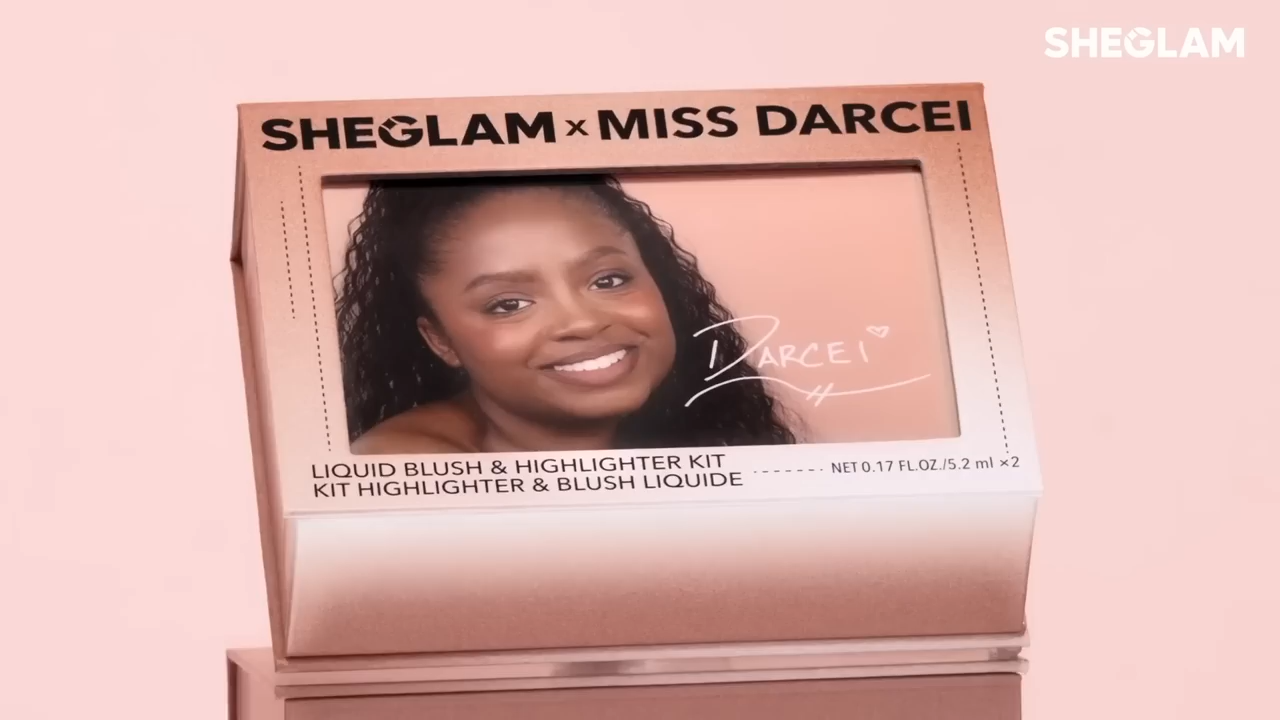 SHEGLAM
SHEGLAM x MISS DARCEI
DARCEI
LIQUID BLUSH & HIGHLIGHTER KIT
KIT HIGHLIGHTER & BLUSH LIQUIDE
NET 0.17 FL.OZ./5.2 ml ×2